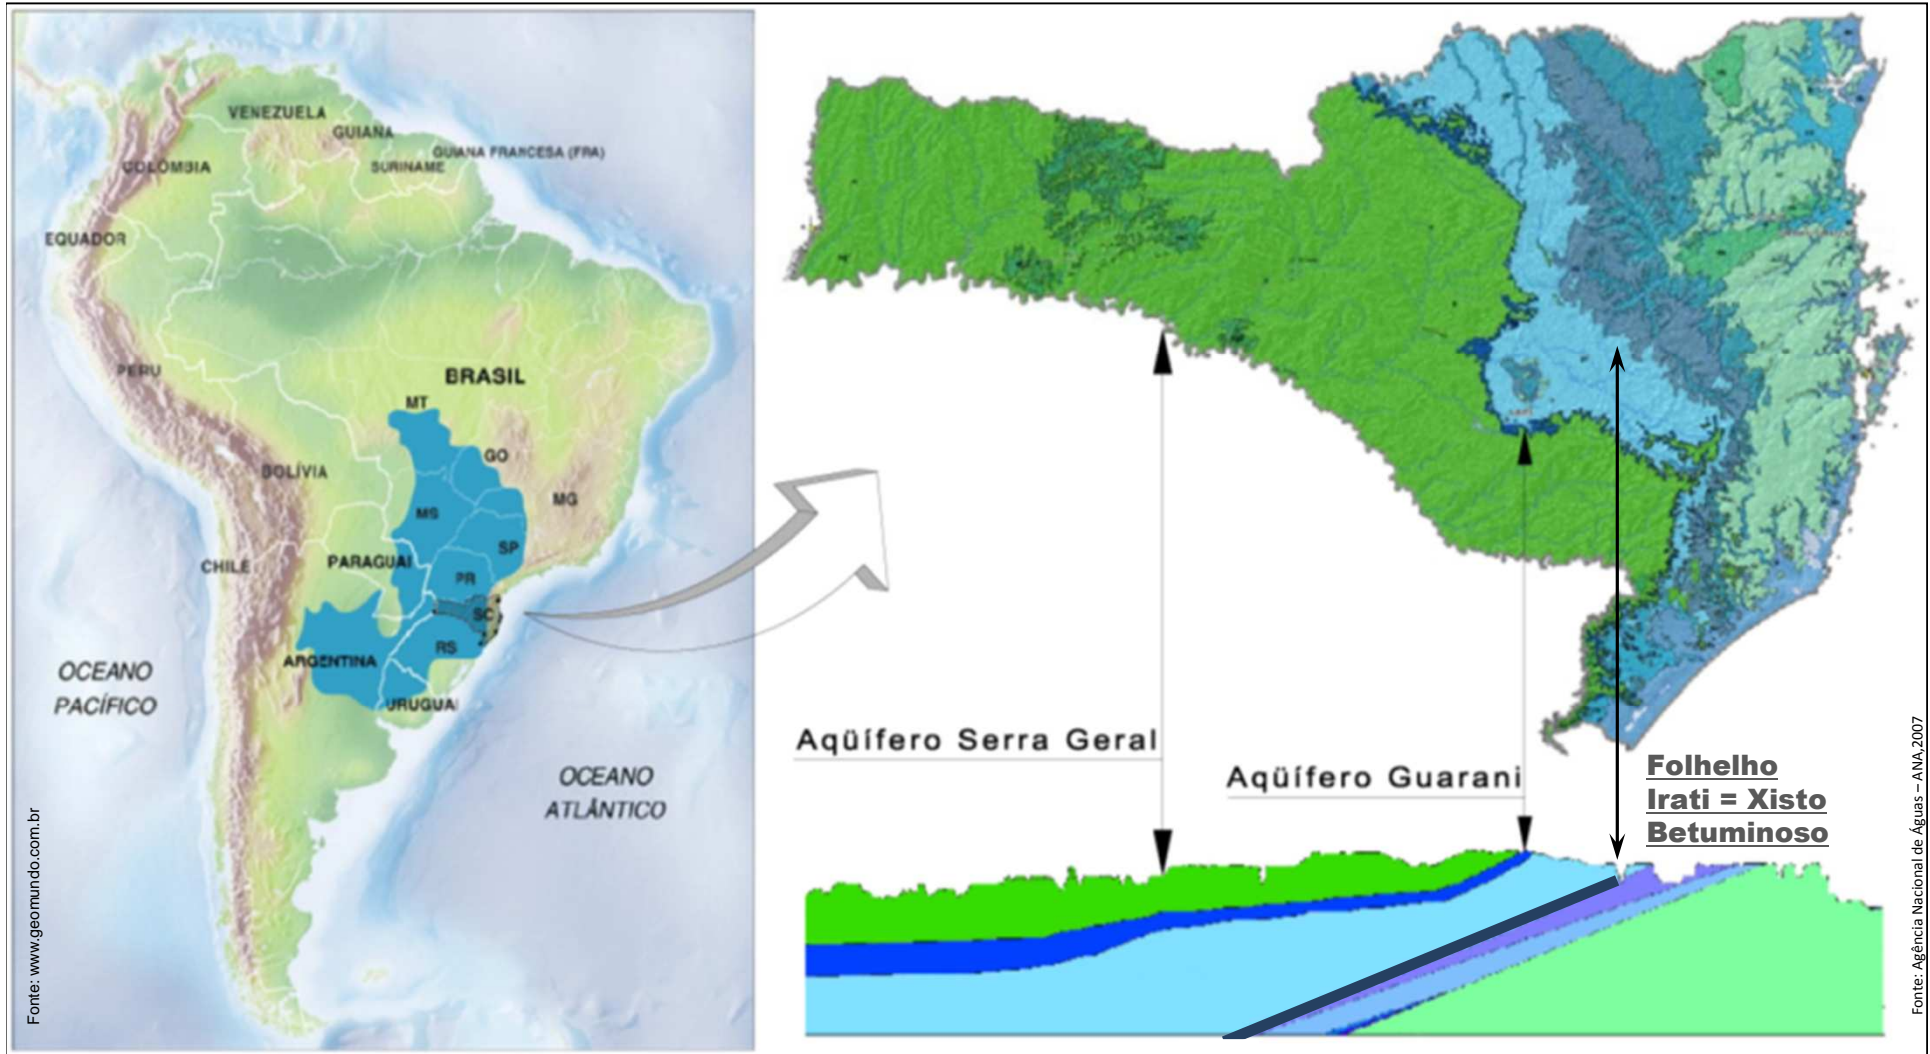 VENEZUELA
GUIANA
GUIANA FRANCESA (FRA)
SURINAME
COLÔMBIA
EQUADOR
PERU
BRASIL
MT
GO
BOLÍVIA
MG
MS
SP
CHILE
PARAGUAI
PR
SC
RS
ARGENTINA
URUGUAI
OCEANO
PACÍFICO
OCEANO
ATLÂNTICO
Fonte: www.geomundo.com.br
Aqüífero Serra Geral
Aqüífero Guarani
Folhelho
Irati = Xisto
Betuminoso
Fonte: Agência Nacional de Águas – ANA,2007